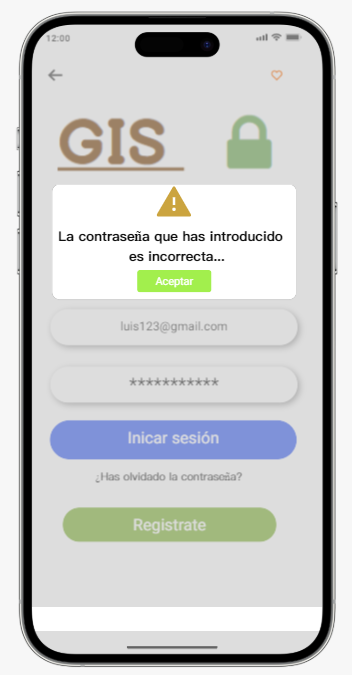 12:00
GIS
La contraseña que has introducido
es incorrecta...
Aceptar
luis123@gmail.com
***********
Inicar sesión
¿Has olvidado la contraseña?
Registrate